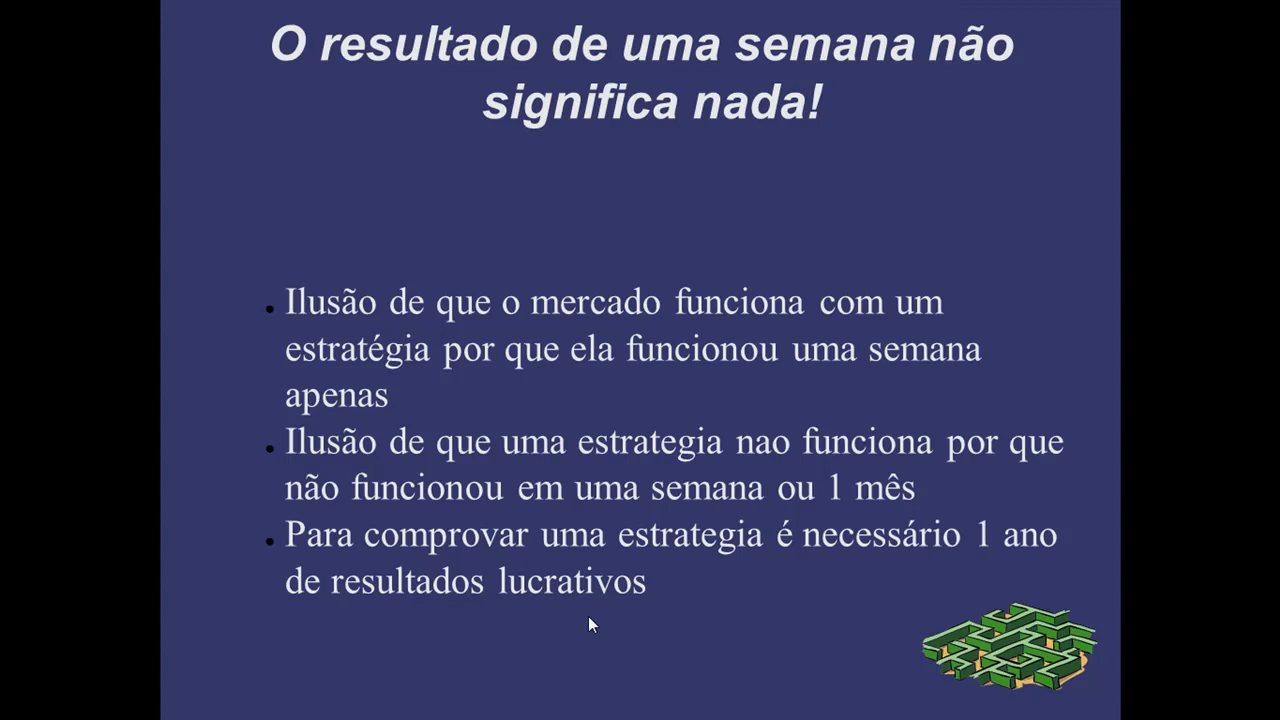 O resultado de uma semana não
significa nada!
Ilusão de que o mercado funciona com um
estratégia por que ela funcionou uma semana
apenas
Ilusão de que uma estrategia nao funciona por que
não funcionou em uma semana ou 1 mês
Para comprovar uma estrategia é necessário 1 ano
de resultados lucrativos